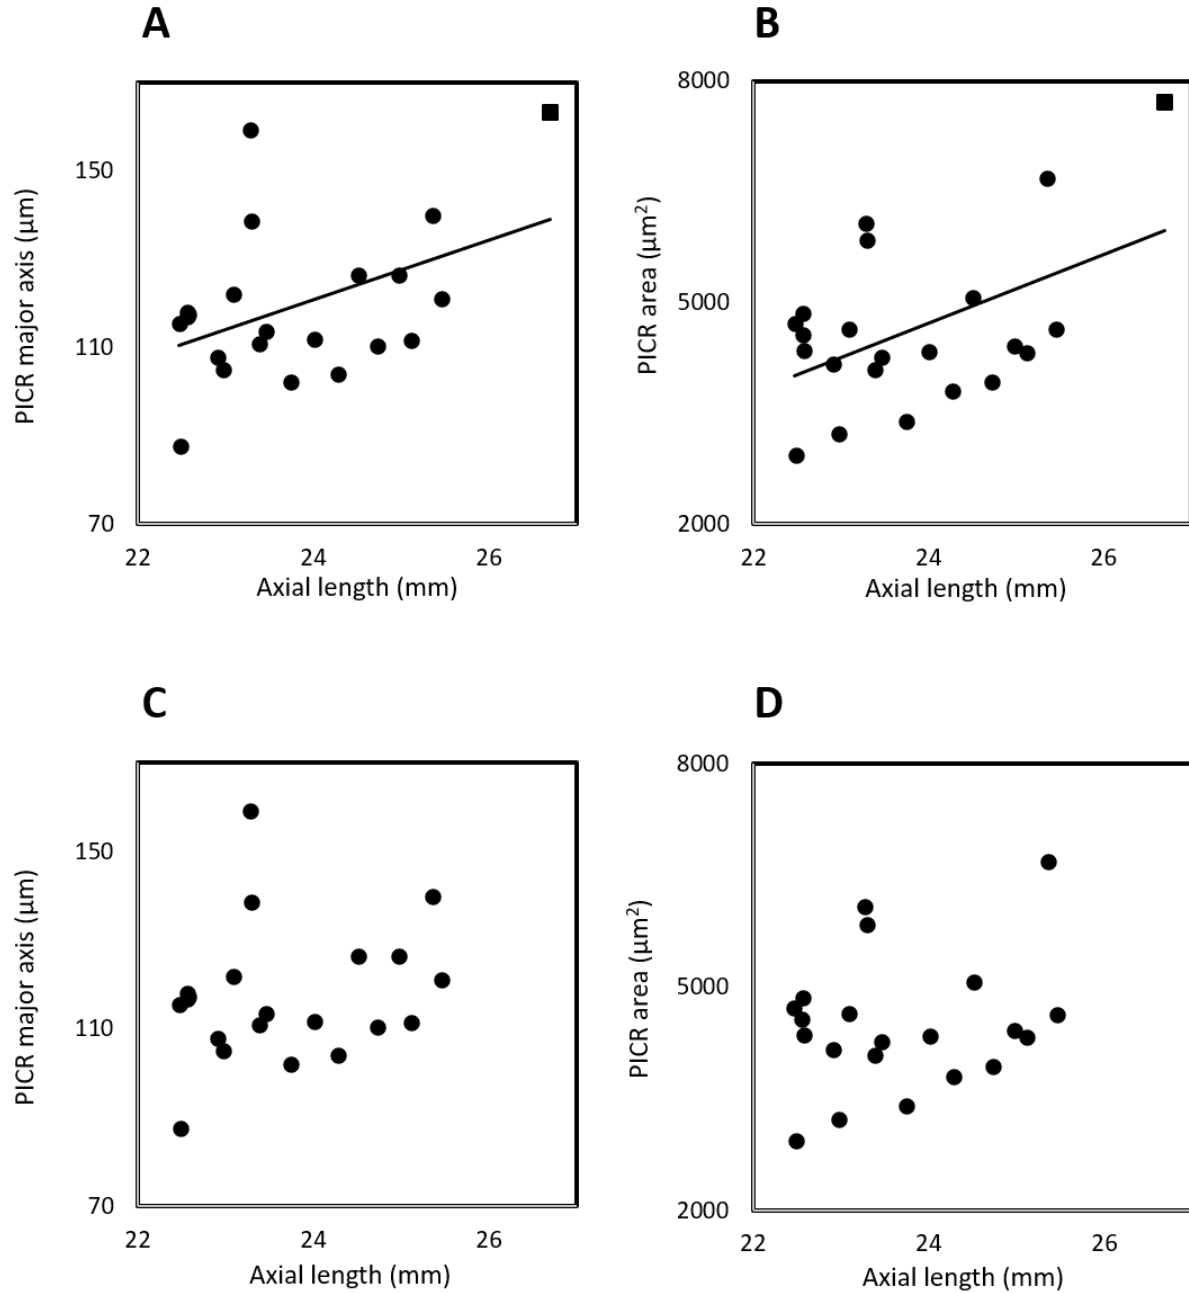 A
PICR major axis (µm)
150
110
70
22 24 26
Axial length (mm)
B
PICR area (µm²)
8000
5000
2000
22 24 26
Axial length (mm)
C
PICR major axis (µm)
150
110
70
22 24 26
Axial length (mm)
D
PICR area (µm²)
8000
5000
2000
22 24 26
Axial length (mm)